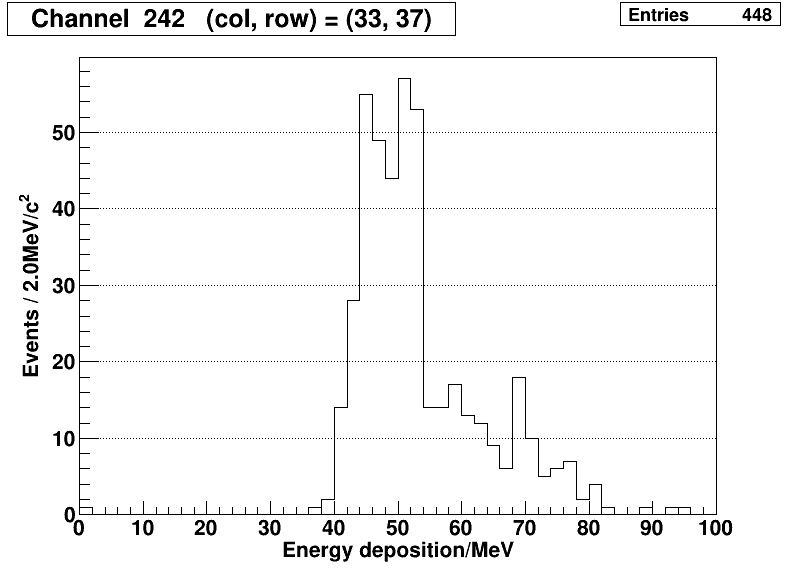 Channel 242 (col, row) = (33, 37)
Entries 448
Events / 2.0MeV/c²
50
40
30
20
10
0
0 10 20 30 40 50 60 70 80 90 100
Energy deposition/MeV